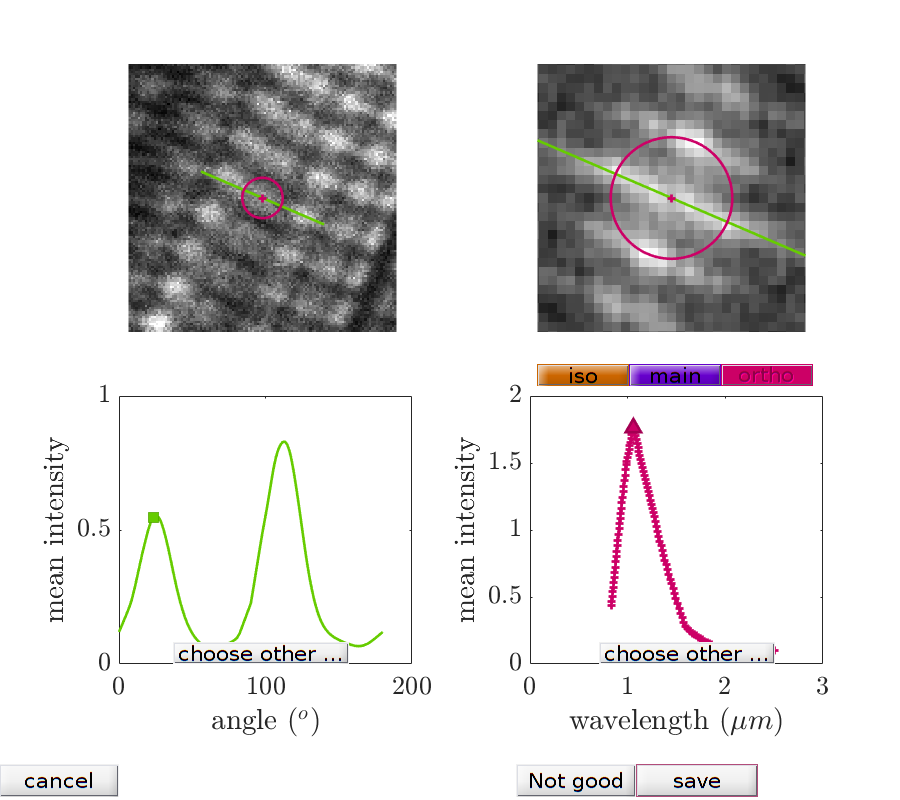 iso main ortho
1
0.5
0
mean intensity
choose other ...
0 100 200
angle (o)
2
1.5
1
0.5
0
mean intensity
choose other ...
0 1 2 3
wavelength (μm)
cancel Not good save